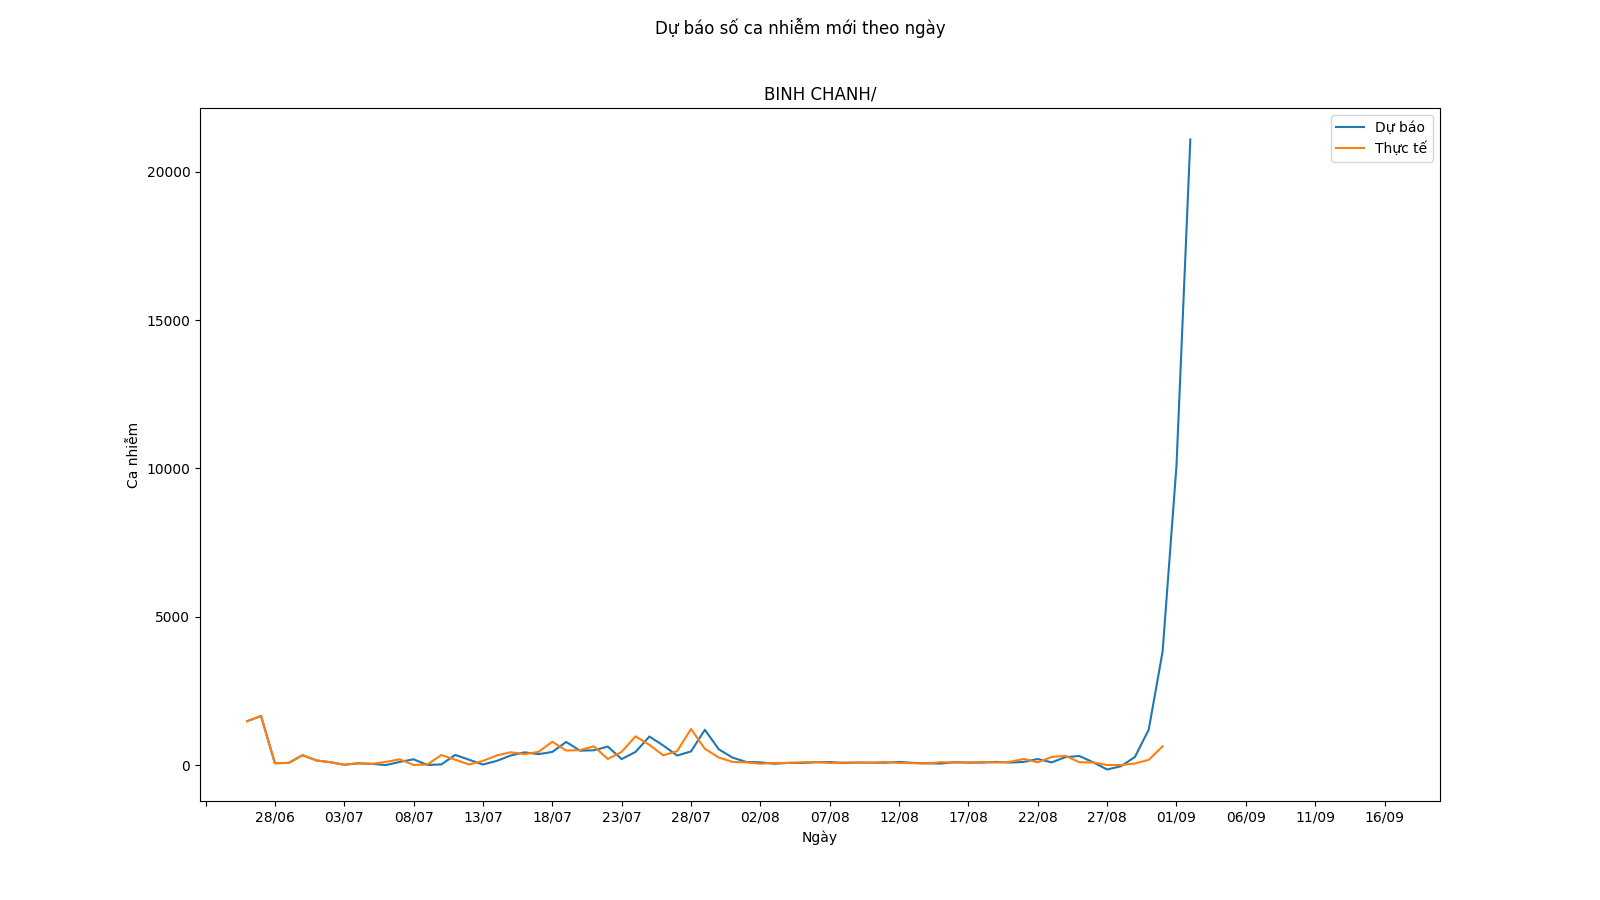 Dự báo số ca nhiễm mới theo ngày
BINH CHANH/
Dự báo
Thực tế
20000
15000
10000
5000
0
Ca nhiễm
28/06 03/07 08/07 13/07 18/07 23/07 28/07 02/08 07/08 12/08 17/08 22/08 27/08 01/09 06/09 11/09 16/09
Ngày